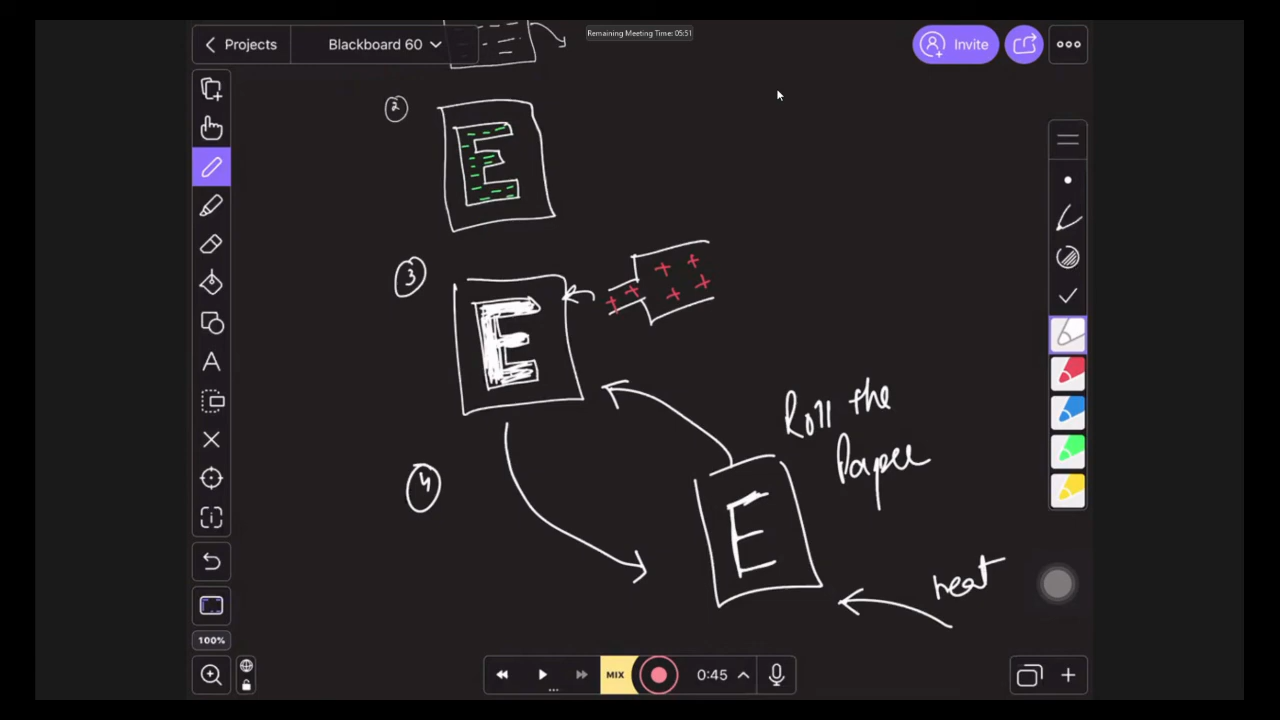 Remaining Meeting Time: 05:51
Projects
Blackboard 60
Invite
2
E
3
E
+ + + + + +
Roll the
Paper
4
E
heat
A
100%
MIX
0:45